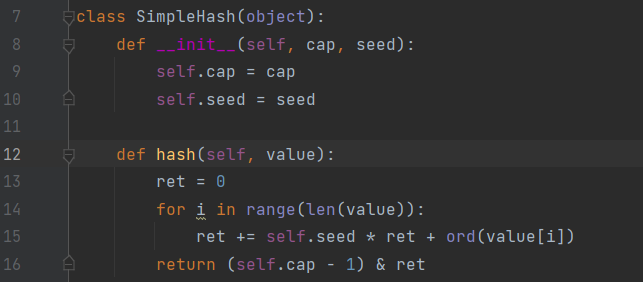 7 class SimpleHash(object):
8     def __init__(self, cap, seed):
9         self.cap = cap
10         self.seed = seed
11
12     def hash(self, value):
13         ret = 0
14         for i in range(len(value)):
15             ret += self.seed * ret + ord(value[i])
16         return (self.cap - 1) & ret